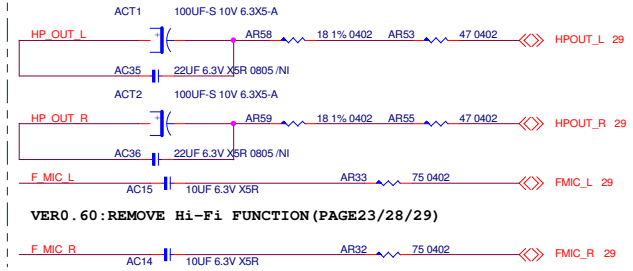 ACT1 100UF-S 10V 6.3X5-A
HP_OUT_L AR58 18 1% 0402 AR53 47 0402 HPOUT_L 29
AC35 22UF 6.3V X5R 0805 /NI
ACT2 100UF-S 10V 6.3X5-A
HP_OUT_R AR59 18 1% 0402 AR55 47 0402 HPOUT_R 29
AC36 22UF 6.3V X5R 0805 /NI
F_MIC_L AR33 75 0402 FMIC_L 29
AC15 10UF 6.3V X5R
VER0.60:REMOVE Hi-Fi FUNCTION(PAGE23/28/29)
F_MIC_R AR32 75 0402 FMIC_R 29
AC14 10UF 6.3V X5R